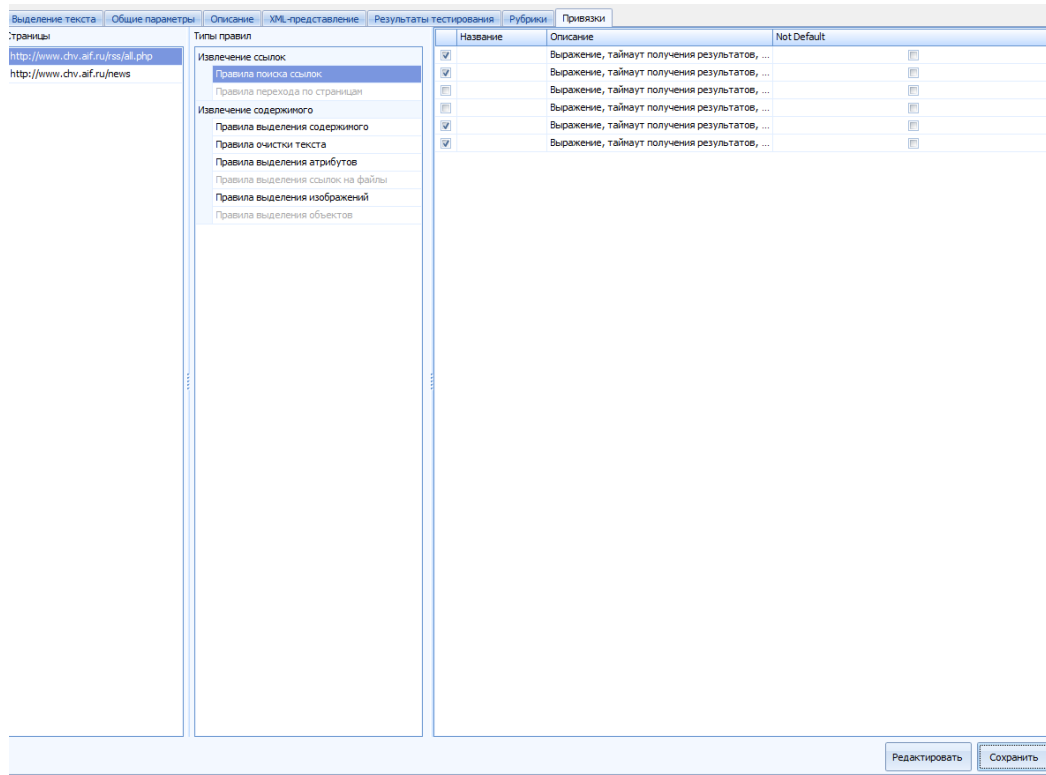 Выделение текста Общие параметры Описание XML-представление Результаты тестирования Рубрики Привязки
Страницы
http://www.chv.aif.ru/rss/all.php
http://www.chv.aif.ru/news
Типы правил
Извлечение ссылок
Правила поиска ссылок
Правила перехода по страницам
Извлечение содержимого
Правила выделения содержимого
Правила очистки текста
Правила выделения атрибутов
Правила выделения ссылок на файлы
Правила выделения изображений
Правила выделения объектов
Название Описание Not Default
Выражение, таймаут получения результатов, ...
Выражение, таймаут получения результатов, ...
Выражение, таймаут получения результатов, ...
Выражение, таймаут получения результатов, ...
Выражение, таймаут получения результатов, ...
Выражение, таймаут получения результатов, ...
Редактировать Сохранить